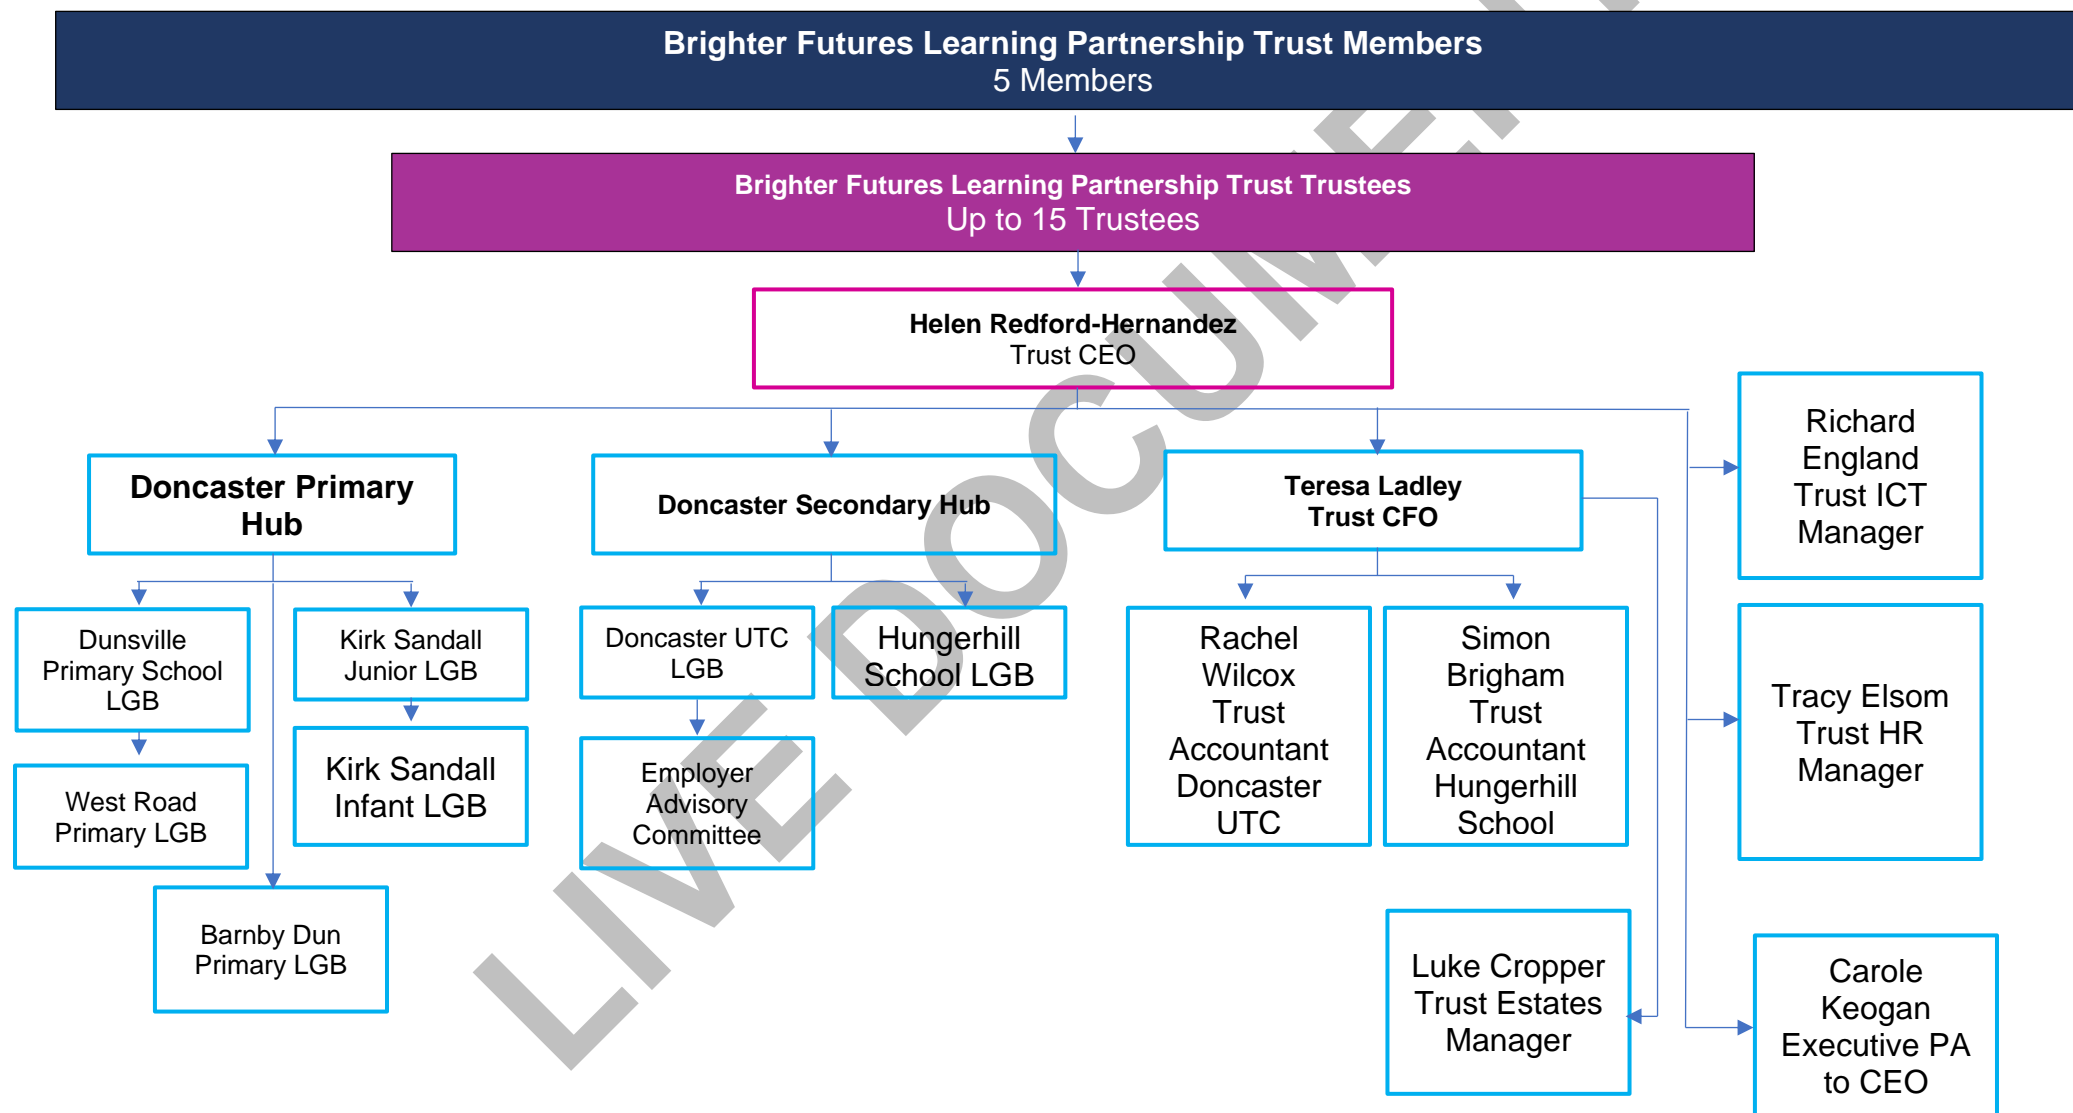 Brighter Futures Learning Partnership Trust Members
5 Members
Brighter Futures Learning Partnership Trust Trustees
Up to 15 Trustees
Helen Redford-Hernandez
Trust CEO
Doncaster Primary
Hub
Doncaster Secondary Hub
Teresa Ladley
Trust CFO
Richard
England
Trust ICT
Manager
Dunsville
Primary School
LGB
Kirk Sandall
Junior LGB
Doncaster UTC
LGB
Hungerhill
School LGB
Rachel
Wilcox
Trust
Accountant
Doncaster
UTC
Simon
Brigham
Trust
Accountant
Hungerhill
School
Tracy Elsom
Trust HR
Manager
West Road
Primary LGB
Kirk Sandall
Infant LGB
Employer
Advisory
Committee
Barnby Dun
Primary LGB
Luke Cropper
Trust Estates
Manager
Carole
Keogan
Executive PA
to CEO
LIVE DOCUMENT